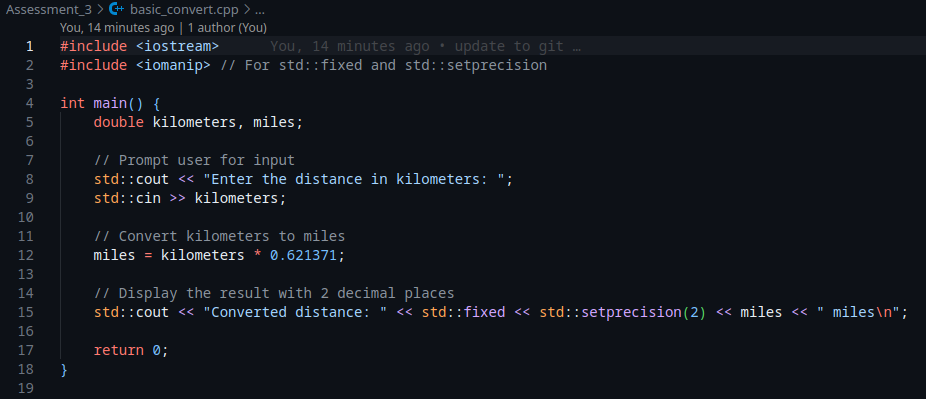 Assessment_3 > basic_convert.cpp > ...
You, 14 minutes ago | 1 author (You)
1 #include <iostream> You, 14 minutes ago • update to git …
2 #include <iomanip> // For std::fixed and std::setprecision
3
4 int main() {
5     double kilometers, miles;
6
7     // Prompt user for input
8     std::cout << "Enter the distance in kilometers: ";
9     std::cin >> kilometers;
10
11     // Convert kilometers to miles
12     miles = kilometers * 0.621371;
13
14     // Display the result with 2 decimal places
15     std::cout << "Converted distance: " << std::fixed << std::setprecision(2) << miles << " miles\n";
16
17     return 0;
18 }
19